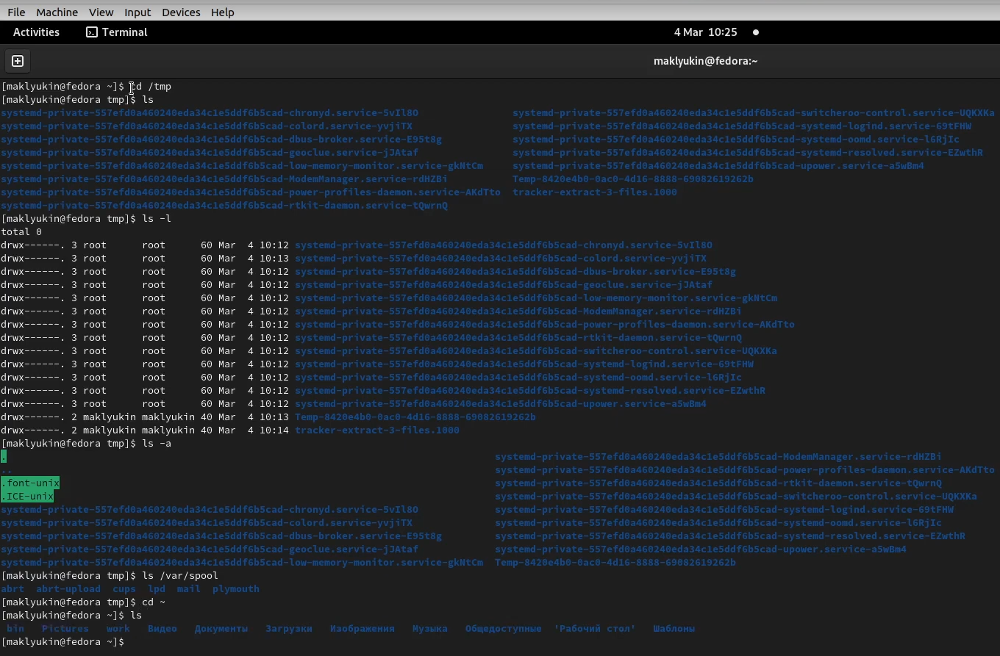 File Machine View Input Devices Help
Activities Terminal 4 Mar 10:25
maklyukin@fedora:~
[maklyukin@fedora ~]$ cd /tmp
[maklyukin@fedora tmp]$ ls
systemd-private-557efd0a460240eda34c1e5ddf6b5cad-chronyd.service-5vIl8O systemd-private-557efd0a460240eda34c1e5ddf6b5cad-switcheroo-control.service-UQKXKa
systemd-private-557efd0a460240eda34c1e5ddf6b5cad-colord.service-yvjiTX systemd-private-557efd0a460240eda34c1e5ddf6b5cad-systemd-logind.service-69tFHW
systemd-private-557efd0a460240eda34c1e5ddf6b5cad-dbus-broker.service-E95t8g systemd-private-557efd0a460240eda34c1e5ddf6b5cad-systemd-oomd.service-l6RjIc
systemd-private-557efd0a460240eda34c1e5ddf6b5cad-geoclue.service-jJAtaf systemd-private-557efd0a460240eda34c1e5ddf6b5cad-systemd-resolved.service-EZwthR
systemd-private-557efd0a460240eda34c1e5ddf6b5cad-low-memory-monitor.service-gkNtCm systemd-private-557efd0a460240eda34c1e5ddf6b5cad-upower.service-a5wBm4
systemd-private-557efd0a460240eda34c1e5ddf6b5cad-ModemManager.service-rdHZBi Temp-8420e4b0-0ac0-4d16-8888-69082619262b
systemd-private-557efd0a460240eda34c1e5ddf6b5cad-power-profiles-daemon.service-AKdTto tracker-extract-3-files.1000
systemd-private-557efd0a460240eda34c1e5ddf6b5cad-rtkit-daemon.service-tQwrnQ
[maklyukin@fedora tmp]$ ls -l
total 0
drwx------. 3 root root 60 Mar 4 10:12 systemd-private-557efd0a460240eda34c1e5ddf6b5cad-chronyd.service-5vIl8O
drwx------. 3 root root 60 Mar 4 10:13 systemd-private-557efd0a460240eda34c1e5ddf6b5cad-colord.service-yvjiTX
drwx------. 3 root root 60 Mar 4 10:12 systemd-private-557efd0a460240eda34c1e5ddf6b5cad-dbus-broker.service-E95t8g
drwx------. 3 root root 60 Mar 4 10:12 systemd-private-557efd0a460240eda34c1e5ddf6b5cad-geoclue.service-jJAtaf
drwx------. 3 root root 60 Mar 4 10:12 systemd-private-557efd0a460240eda34c1e5ddf6b5cad-low-memory-monitor.service-gkNtCm
drwx------. 3 root root 60 Mar 4 10:12 systemd-private-557efd0a460240eda34c1e5ddf6b5cad-ModemManager.service-rdHZBi
drwx------. 3 root root 60 Mar 4 10:12 systemd-private-557efd0a460240eda34c1e5ddf6b5cad-power-profiles-daemon.service-AKdTto
drwx------. 3 root root 60 Mar 4 10:12 systemd-private-557efd0a460240eda34c1e5ddf6b5cad-rtkit-daemon.service-tQwrnQ
drwx------. 3 root root 60 Mar 4 10:12 systemd-private-557efd0a460240eda34c1e5ddf6b5cad-switcheroo-control.service-UQKXKa
drwx------. 3 root root 60 Mar 4 10:12 systemd-private-557efd0a460240eda34c1e5ddf6b5cad-systemd-logind.service-69tFHW
drwx------. 3 root root 60 Mar 4 10:12 systemd-private-557efd0a460240eda34c1e5ddf6b5cad-systemd-oomd.service-l6RjIc
drwx------. 3 root root 60 Mar 4 10:12 systemd-private-557efd0a460240eda34c1e5ddf6b5cad-systemd-resolved.service-EZwthR
drwx------. 3 root root 60 Mar 4 10:12 systemd-private-557efd0a460240eda34c1e5ddf6b5cad-upower.service-a5wBm4
drwx------. 2 maklyukin maklyukin 40 Mar 4 10:13 Temp-8420e4b0-0ac0-4d16-8888-69082619262b
drwx------. 2 maklyukin maklyukin 40 Mar 4 10:14 tracker-extract-3-files.1000
[maklyukin@fedora tmp]$ ls -a
. systemd-private-557efd0a460240eda34c1e5ddf6b5cad-ModemManager.service-rdHZBi
.. systemd-private-557efd0a460240eda34c1e5ddf6b5cad-power-profiles-daemon.service-AKdTto
.font-unix systemd-private-557efd0a460240eda34c1e5ddf6b5cad-rtkit-daemon.service-tQwrnQ
.ICE-unix systemd-private-557efd0a460240eda34c1e5ddf6b5cad-switcheroo-control.service-UQKXKa
systemd-private-557efd0a460240eda34c1e5ddf6b5cad-chronyd.service-5vIl8O systemd-private-557efd0a460240eda34c1e5ddf6b5cad-systemd-logind.service-69tFHW
systemd-private-557efd0a460240eda34c1e5ddf6b5cad-colord.service-yvjiTX systemd-private-557efd0a460240eda34c1e5ddf6b5cad-systemd-oomd.service-l6RjIc
systemd-private-557efd0a460240eda34c1e5ddf6b5cad-dbus-broker.service-E95t8g systemd-private-557efd0a460240eda34c1e5ddf6b5cad-systemd-resolved.service-EZwthR
systemd-private-557efd0a460240eda34c1e5ddf6b5cad-geoclue.service-jJAtaf systemd-private-557efd0a460240eda34c1e5ddf6b5cad-upower.service-a5wBm4
systemd-private-557efd0a460240eda34c1e5ddf6b5cad-low-memory-monitor.service-gkNtCm Temp-8420e4b0-0ac0-4d16-8888-69082619262b
[maklyukin@fedora tmp]$ ls /var/spool
abrt abrt-upload cups lpd mail plymouth
[maklyukin@fedora tmp]$ cd ~
[maklyukin@fedora ~]$ ls
bin Pictures work Видео Документы Загрузки Изображения Музыка Общедоступные 'Рабочий стол' Шаблоны
[maklyukin@fedora ~]$